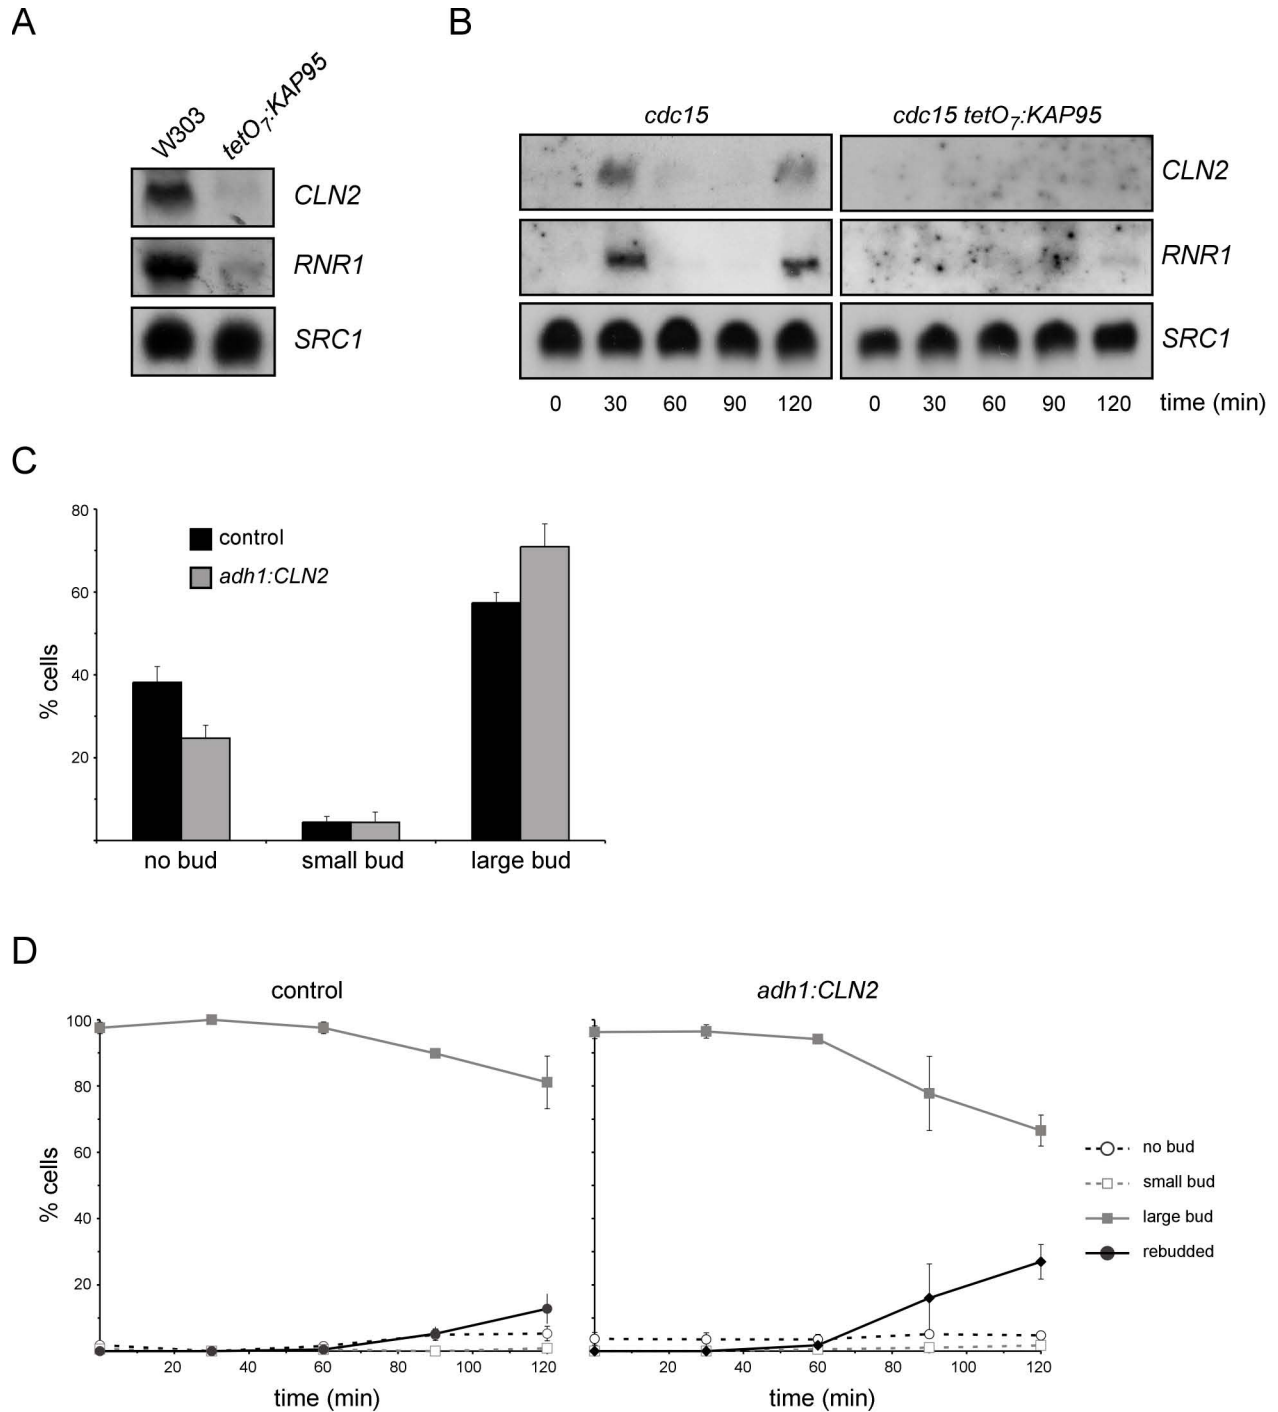 A
W303
tetO7:KAP95
CLN2
RNR1
SRC1
B
cdc15
cdc15 tetO7:KAP95
CLN2
RNR1
SRC1
0 30 60 90 120 0 30 60 90 120 time (min)
C
80
60
40
20
% cells
control
adh1:CLN2
no bud small bud large bud
D
control
100
80
60
40
20
% cells
20 40 60 80 100 120
time (min)
adh1:CLN2
20 40 60 80 100 120
time (min)
no bud
small bud
large bud
rebudded